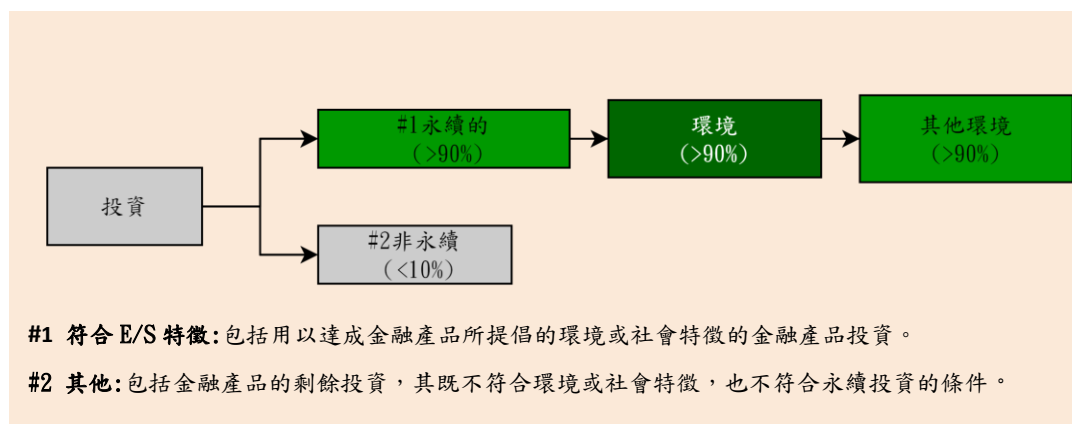 投資
#1永續的
(>90%)
環境
(>90%)
其他環境
(>90%)
#2非永續
(<10%)
#1 符合 E/S 特徵:包括用以達成金融產品所提倡的環境或社會特徵的金融產品投資。
#2 其他:包括金融產品的剩餘投資，其既不符合環境或社會特徵，也不符合永續投資的條件。